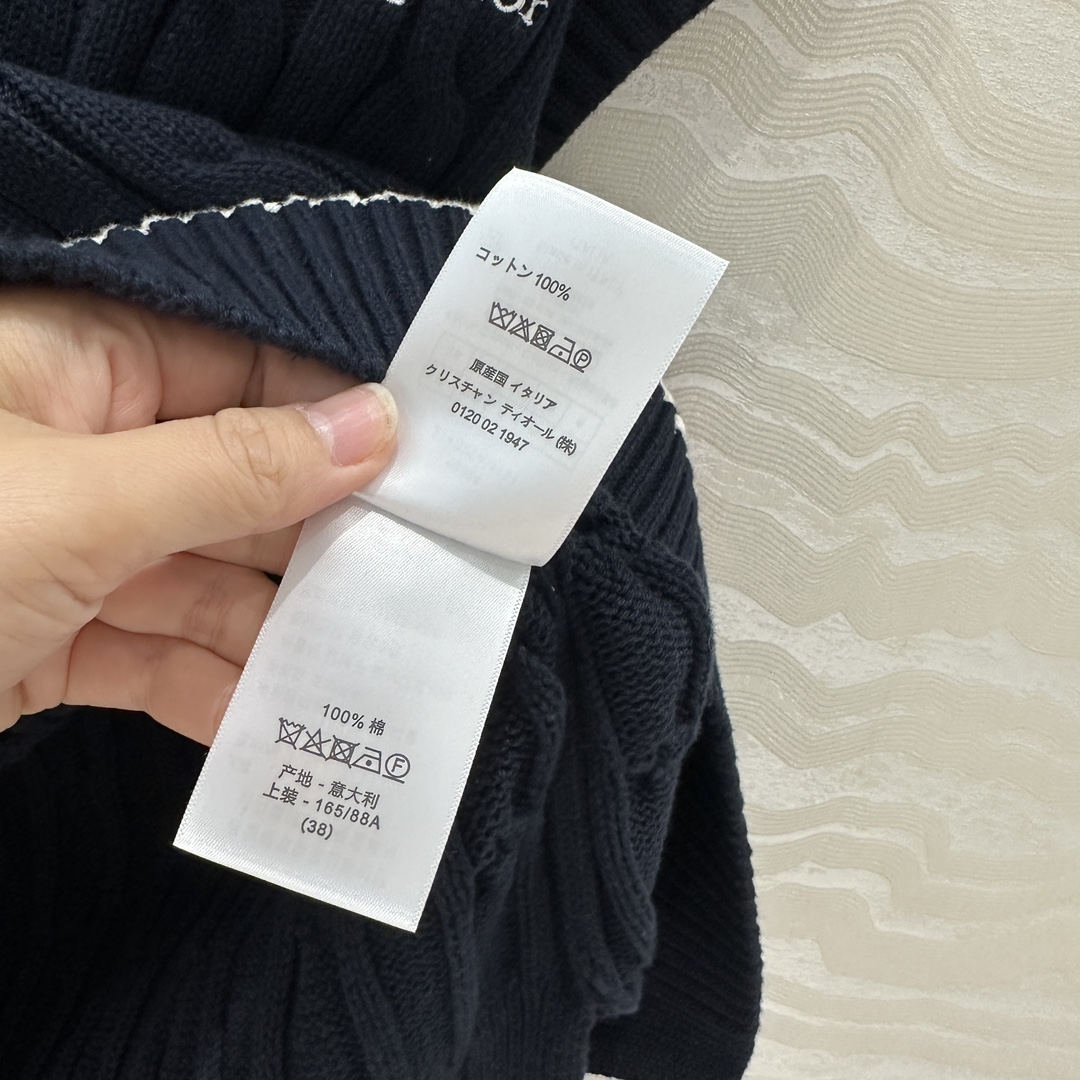 コットン100%
原産国 イタリア
クリスチャン ディオール (株)
0120 02 1947
100% 棉
产地 - 意大利
上装 - 165/88A
(38)